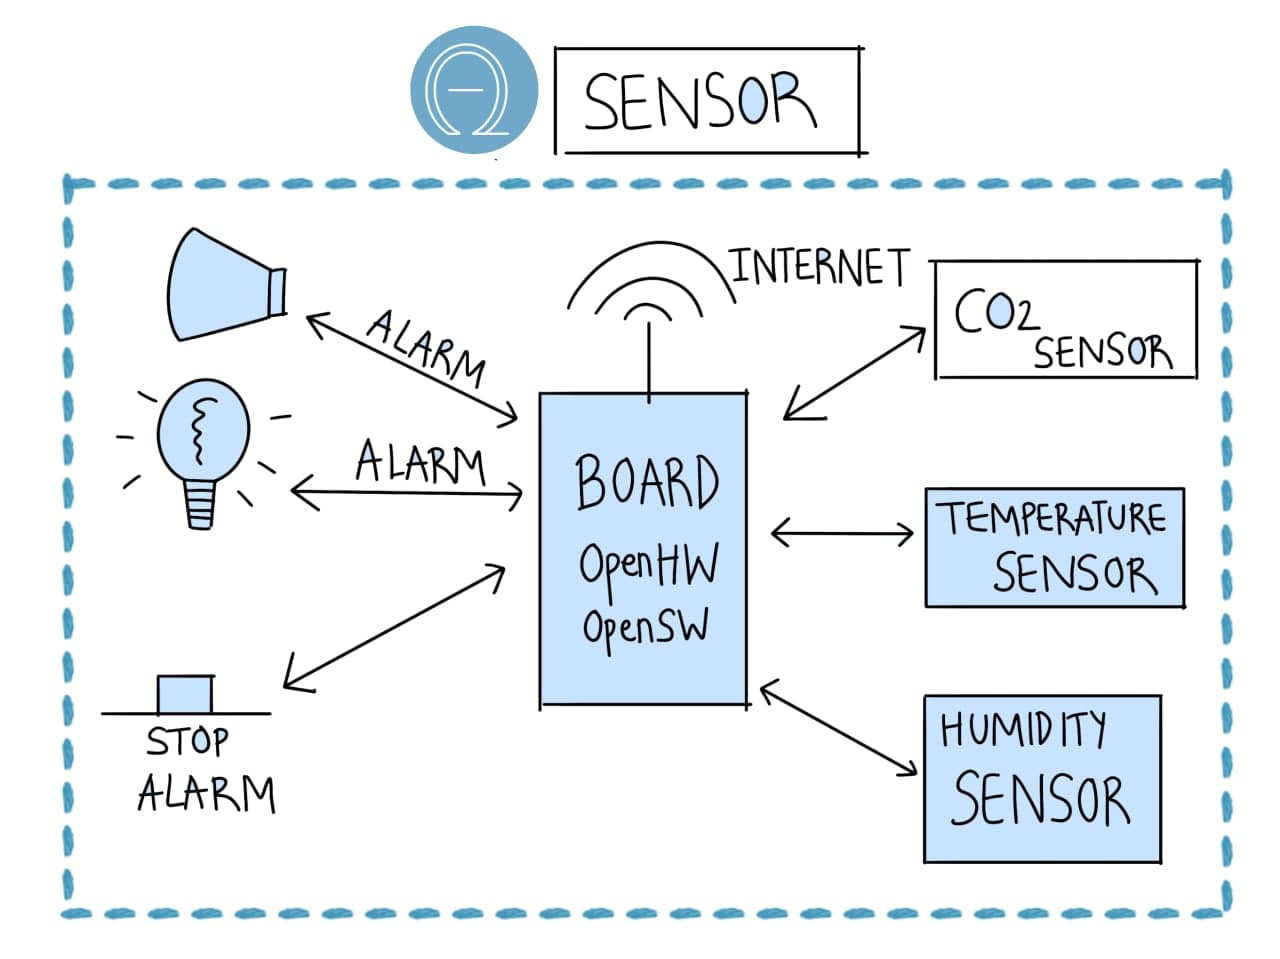 SENSOR
INTERNET
ALARM
CO2
SENSOR
ALARM
BOARD
OpenHW
OpenSW
TEMPERATURE
SENSOR
STOP
ALARM
HUMIDITY
SENSOR